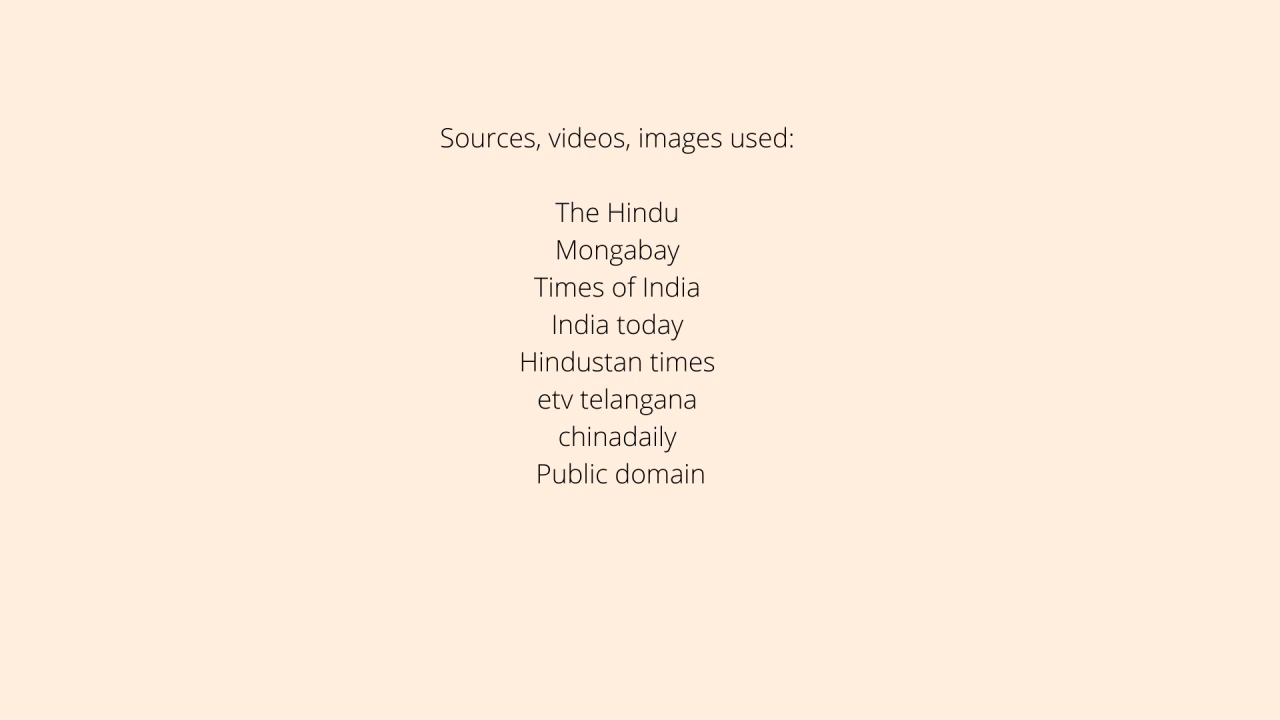 Sources, videos, images used:
The Hindu
Mongabay
Times of India
India today
Hindustan times
etv telangana
chinadaily
Public domain